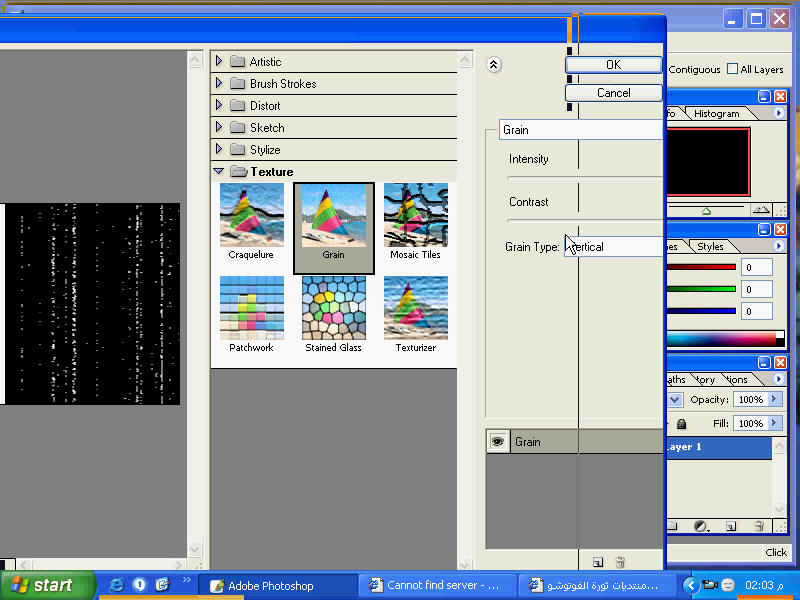 Artistic
Brush Strokes
Distort
Sketch
Stylize
Texture
Craquelure
Grain
Mosaic Tiles
Patchwork
Stained Glass
Texturizer
OK
Cancel
Grain
Intensity
Contrast
Grain Type:
ertical
Grain
Contiguous
All Layers
fo
Histogram
es
Styles
0
0
0
aths
tory
tions
Opacity: 100%
Fill: 100%
ayer 1
Click
start
Adobe Photoshop
Cannot find server - ...
منتديات ثورة الفوتوشو...
02:03 م